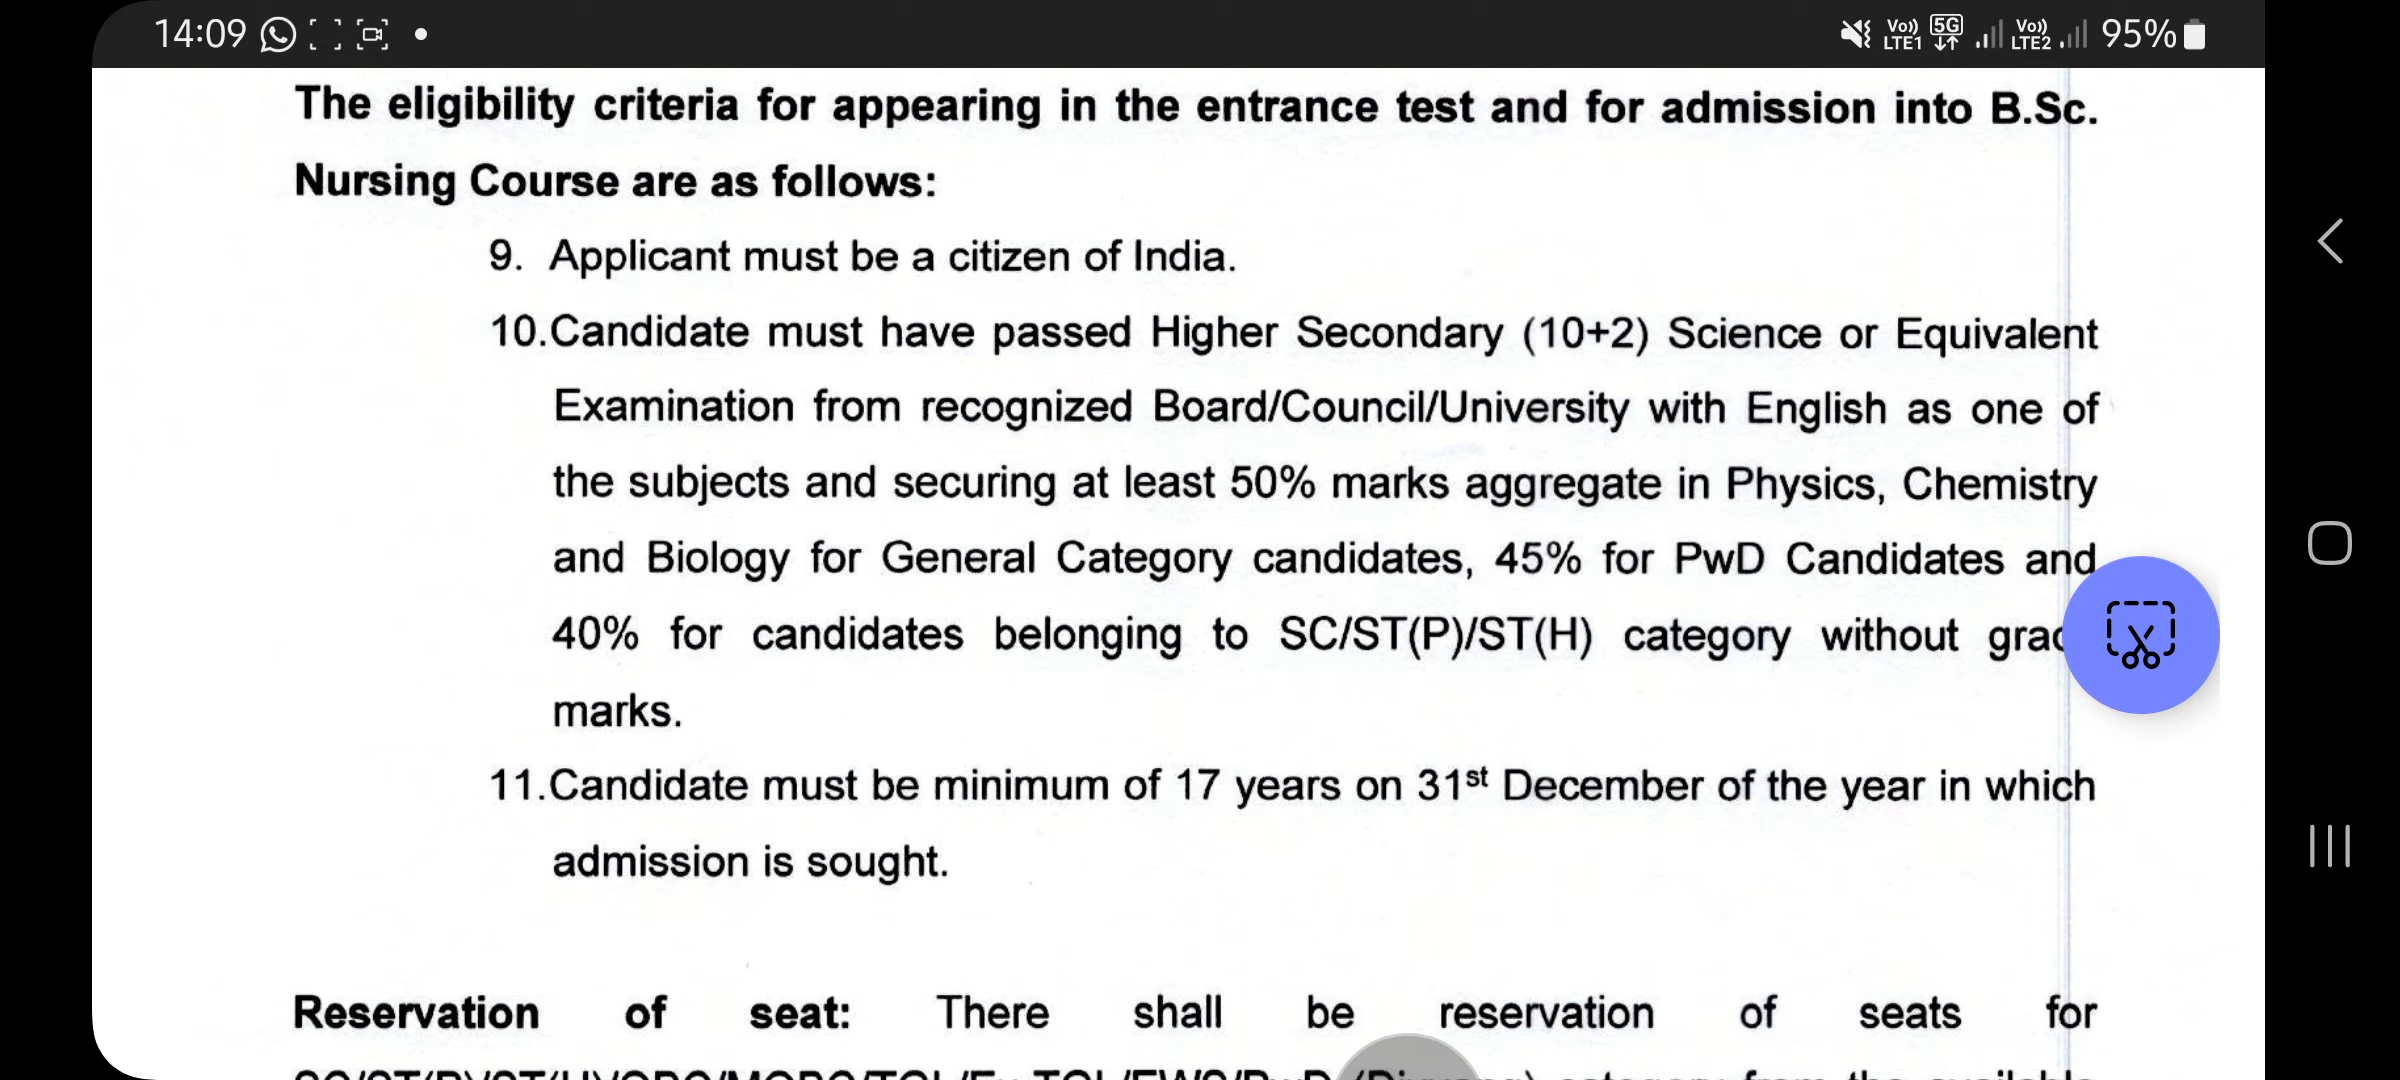 14:09
Vo)) LTE1 5G Vo)) LTE2 95%
The eligibility criteria for appearing in the entrance test and for admission into B.Sc.
Nursing Course are as follows:
9. Applicant must be a citizen of India.
10.Candidate must have passed Higher Secondary (10+2) Science or Equivalent
Examination from recognized Board/Council/University with English as one of
the subjects and securing at least 50% marks aggregate in Physics, Chemistry
and Biology for General Category candidates, 45% for PwD Candidates and
40% for candidates belonging to SC/ST(P)/ST(H) category without
marks.
11.Candidate must be minimum of 17 years on 31st December of the year in which
admission is sought.
Reservation of seat: There shall be reservation of seats for